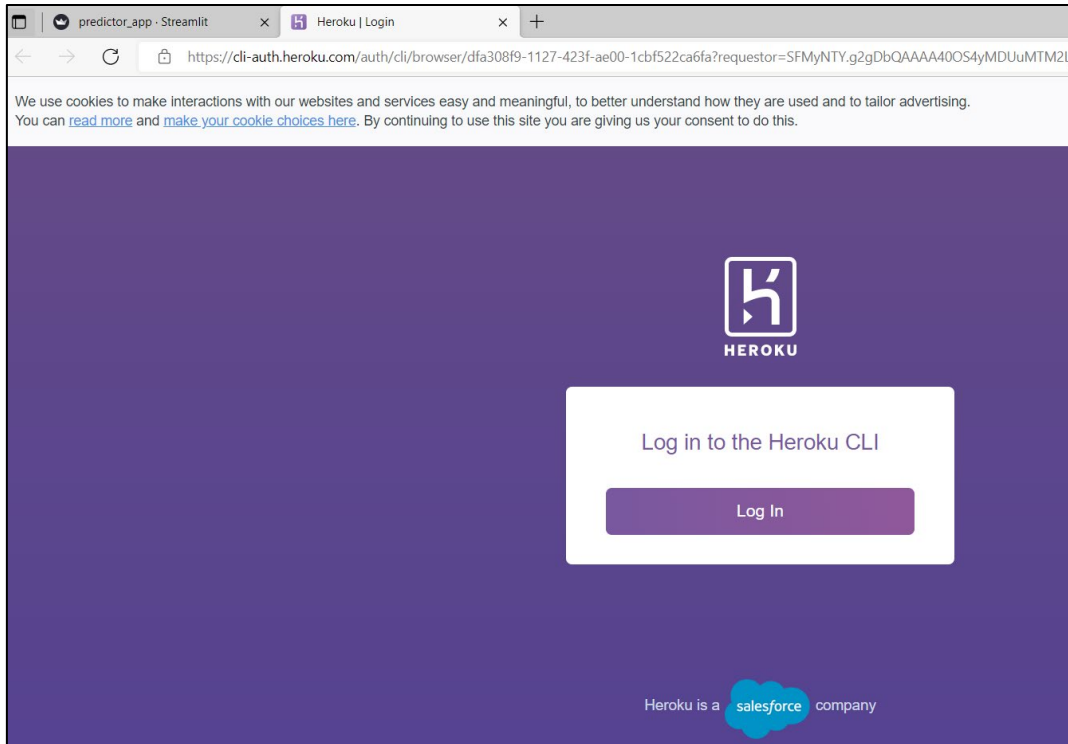 predictor_app · Streamlit
Heroku | Login
https://cli-auth.heroku.com/auth/cli/browser/dfa308f9-1127-423f-ae00-1cbf522ca6fa?requestor=SFMyNTY.g2gDbQAAAA40OS4yMDUuMTM2L
We use cookies to make interactions with our websites and services easy and meaningful, to better understand how they are used and to tailor advertising.
You can read more and make your cookie choices here. By continuing to use this site you are giving us your consent to do this.
HEROKU
Log in to the Heroku CLI
Log In
Heroku is a salesforce company